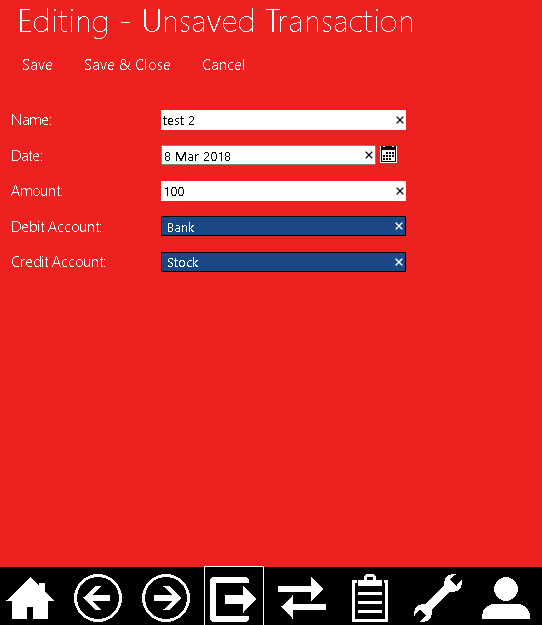 Editing - Unsaved Transaction
Save Save & Close Cancel
Name: test 2
Date: 8 Mar 2018
Amount: 100
Debit Account: Bank
Credit Account: Stock